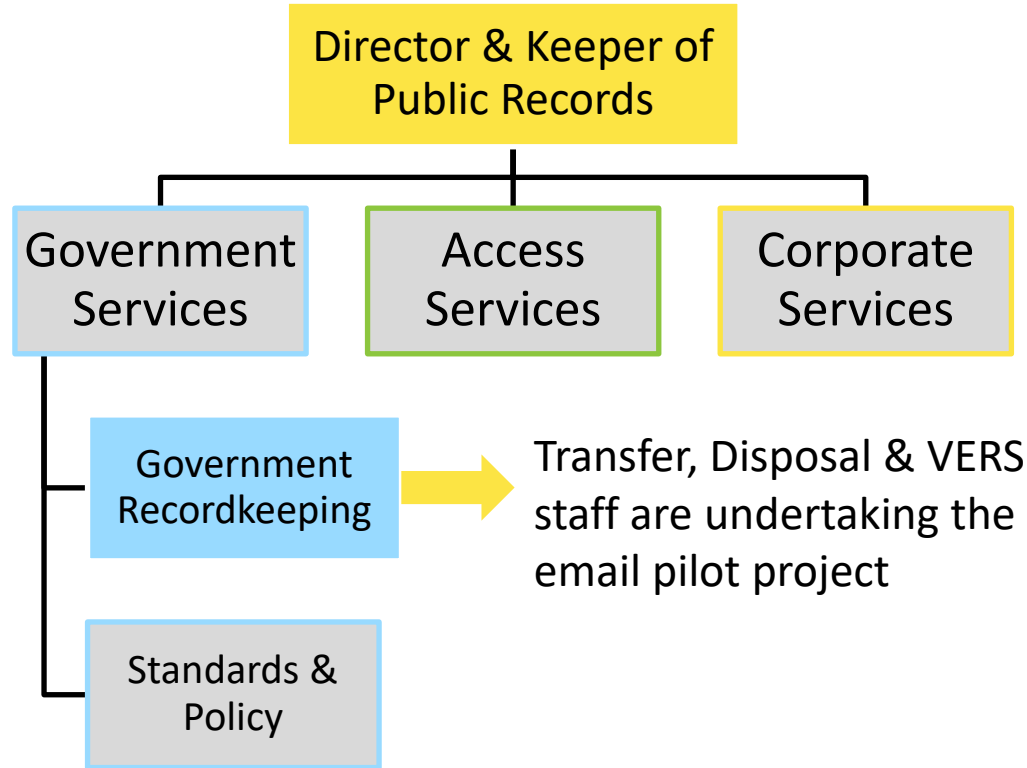 Director & Keeper of
Public Records
Government
Services
Access
Services
Corporate
Services
Government
Recordkeeping
Transfer, Disposal & VERS
staff are undertaking the
email pilot project
Standards &
Policy